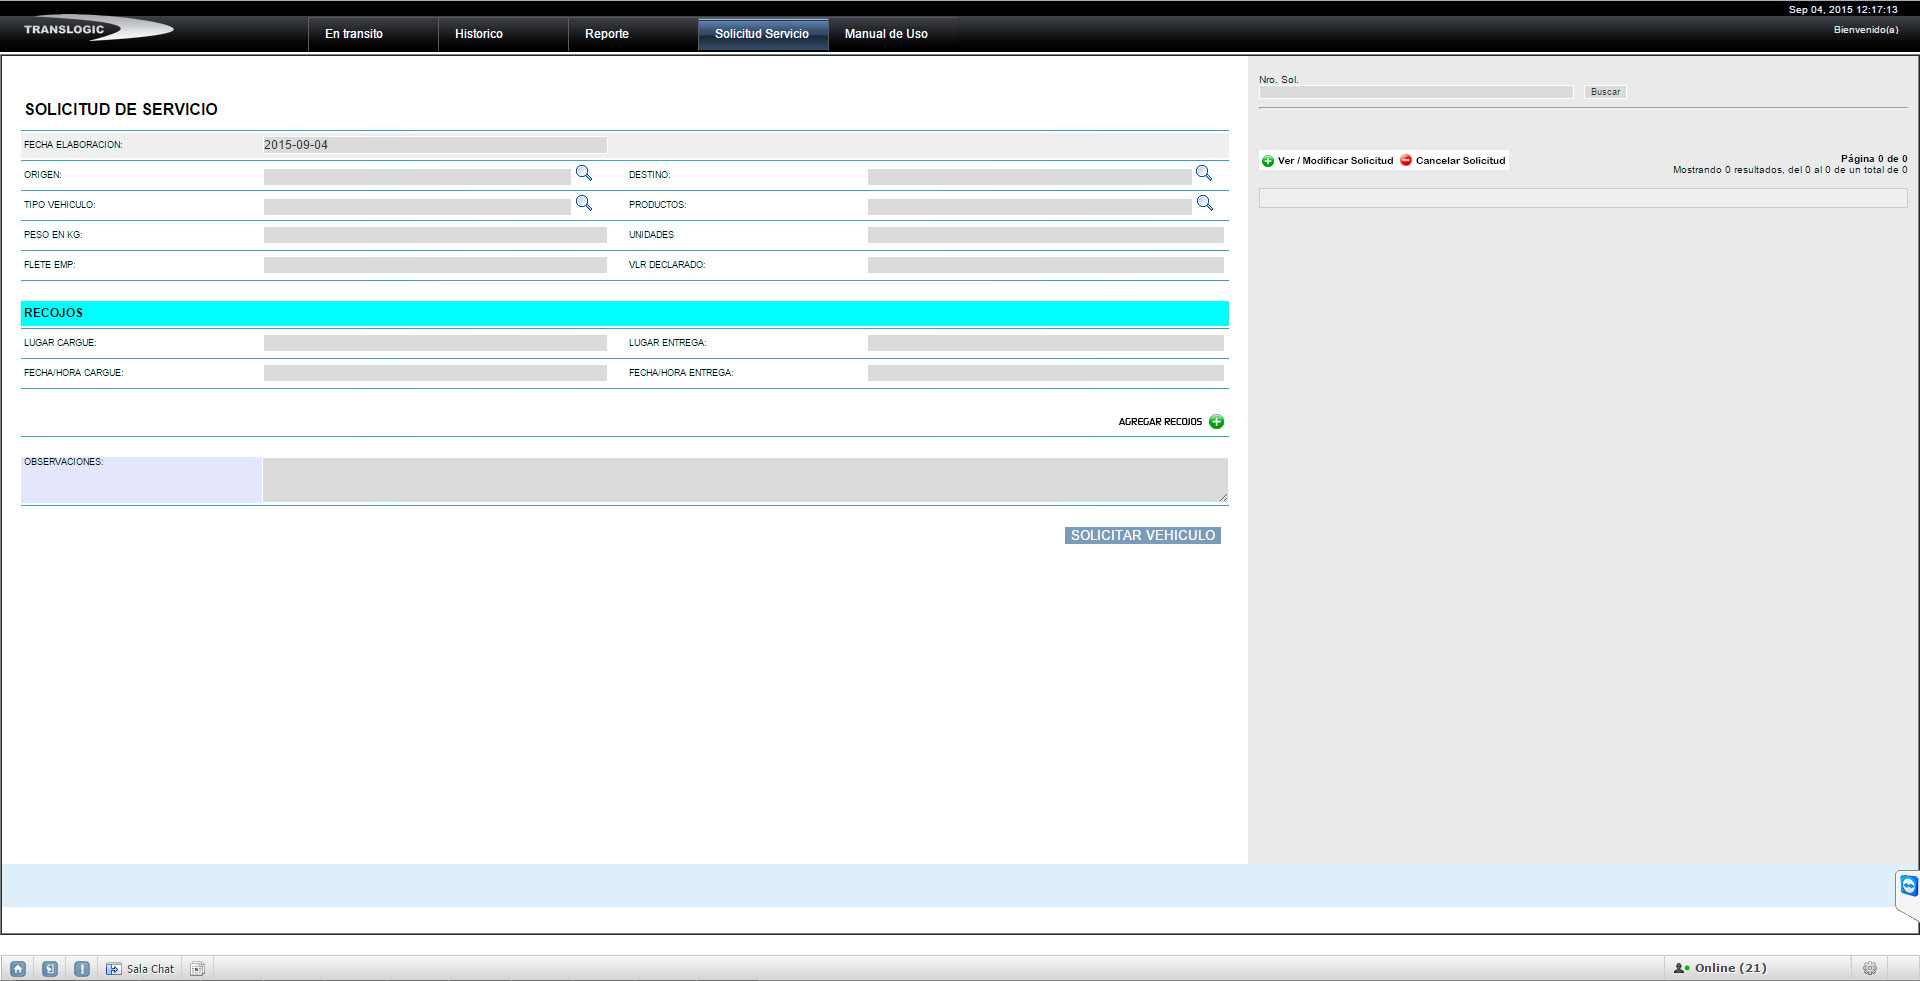 Sep 04, 2015 12:17:13
TRANSLOGIC
En transito
Historico
Reporte
Solicitud Servicio
Manual de Uso
Bienvenido(a)
SOLICITUD DE SERVICIO
FECHA ELABORACION: 2015-09-04
ORIGEN: DESTINO:
TIPO VEHICULO: PRODUCTOS:
PESO EN KG: UNIDADES
FLETE EMP: VLR DECLARADO:
RECOJOS
LUGAR CARGUE: LUGAR ENTREGA:
FECHA/HORA CARGUE: FECHA/HORA ENTREGA:
AGREGAR RECOJOS
OBSERVACIONES:
SOLICITAR VEHICULO
Nro. Sol.
Buscar
Ver / Modificar Solicitud Cancelar Solicitud
Página 0 de 0
Mostrando 0 resultados, del 0 al 0 de un total de 0
Sala Chat
Online (21)